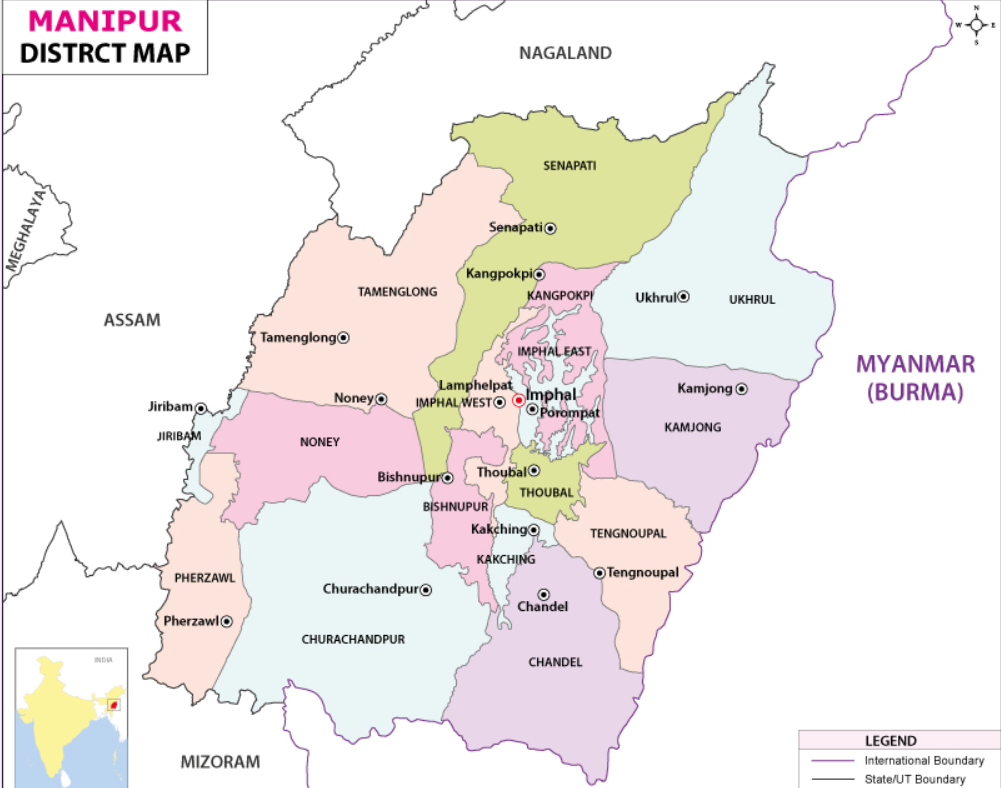 MANIPUR
DISTRCT MAP
N
W E
S
NAGALAND
MEGHALAYA
ASSAM
MYANMAR
(BURMA)
MIZORAM
SENAPATI
Senapati
Kangpokpi
KANGPOKPI
TAMENGLONG
Tamenglong
Ukhrul
UKHRUL
IMPHAL EAST
Lamphelpat
IMPHAL WEST
Imphal
Porompat
Kamjong
KAMJONG
Jiribam
JIRIBAM
Noney
NONEY
Bishnupur
BISHNUPUR
Thoubal
THOUBAL
Kakching
KAKCHING
TENGNOUPAL
Tengnoupal
PHERZAWL
Pherzawl
Churachandpur
CHURACHANDPUR
Chandel
CHANDEL
INDIA
LEGEND
International Boundary
State/UT Boundary